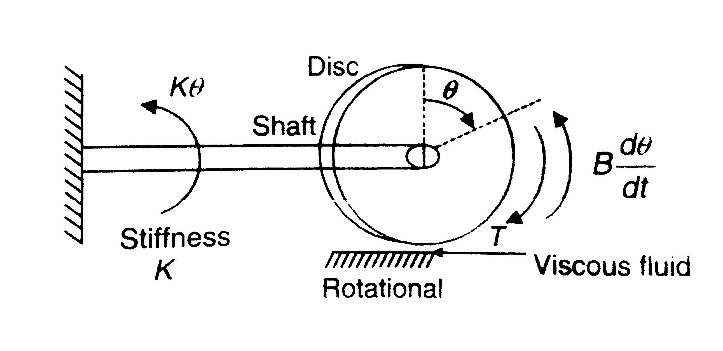 Disc
Kθ
θ
Shaft
B dθ/dt
Stiffness
K
T
Viscous fluid
Rotational